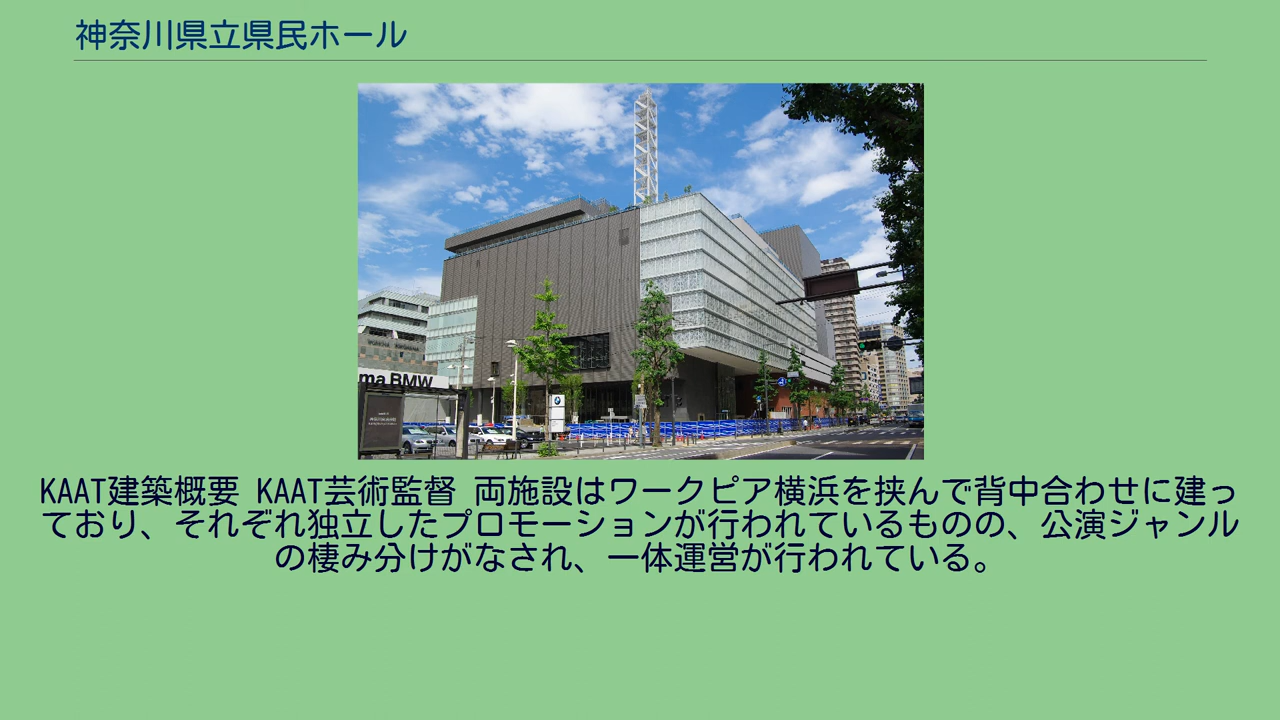 神奈川県立県民ホール
ma BMW
KAAT建築概要 KAAT芸術監督 両施設はワークピア横浜を挟んで背中合わせに建っ
ており、それぞれ独立したプロモーションが行われているものの、公演ジャンル
の棲み分けがなされ、一体運営が行われている。